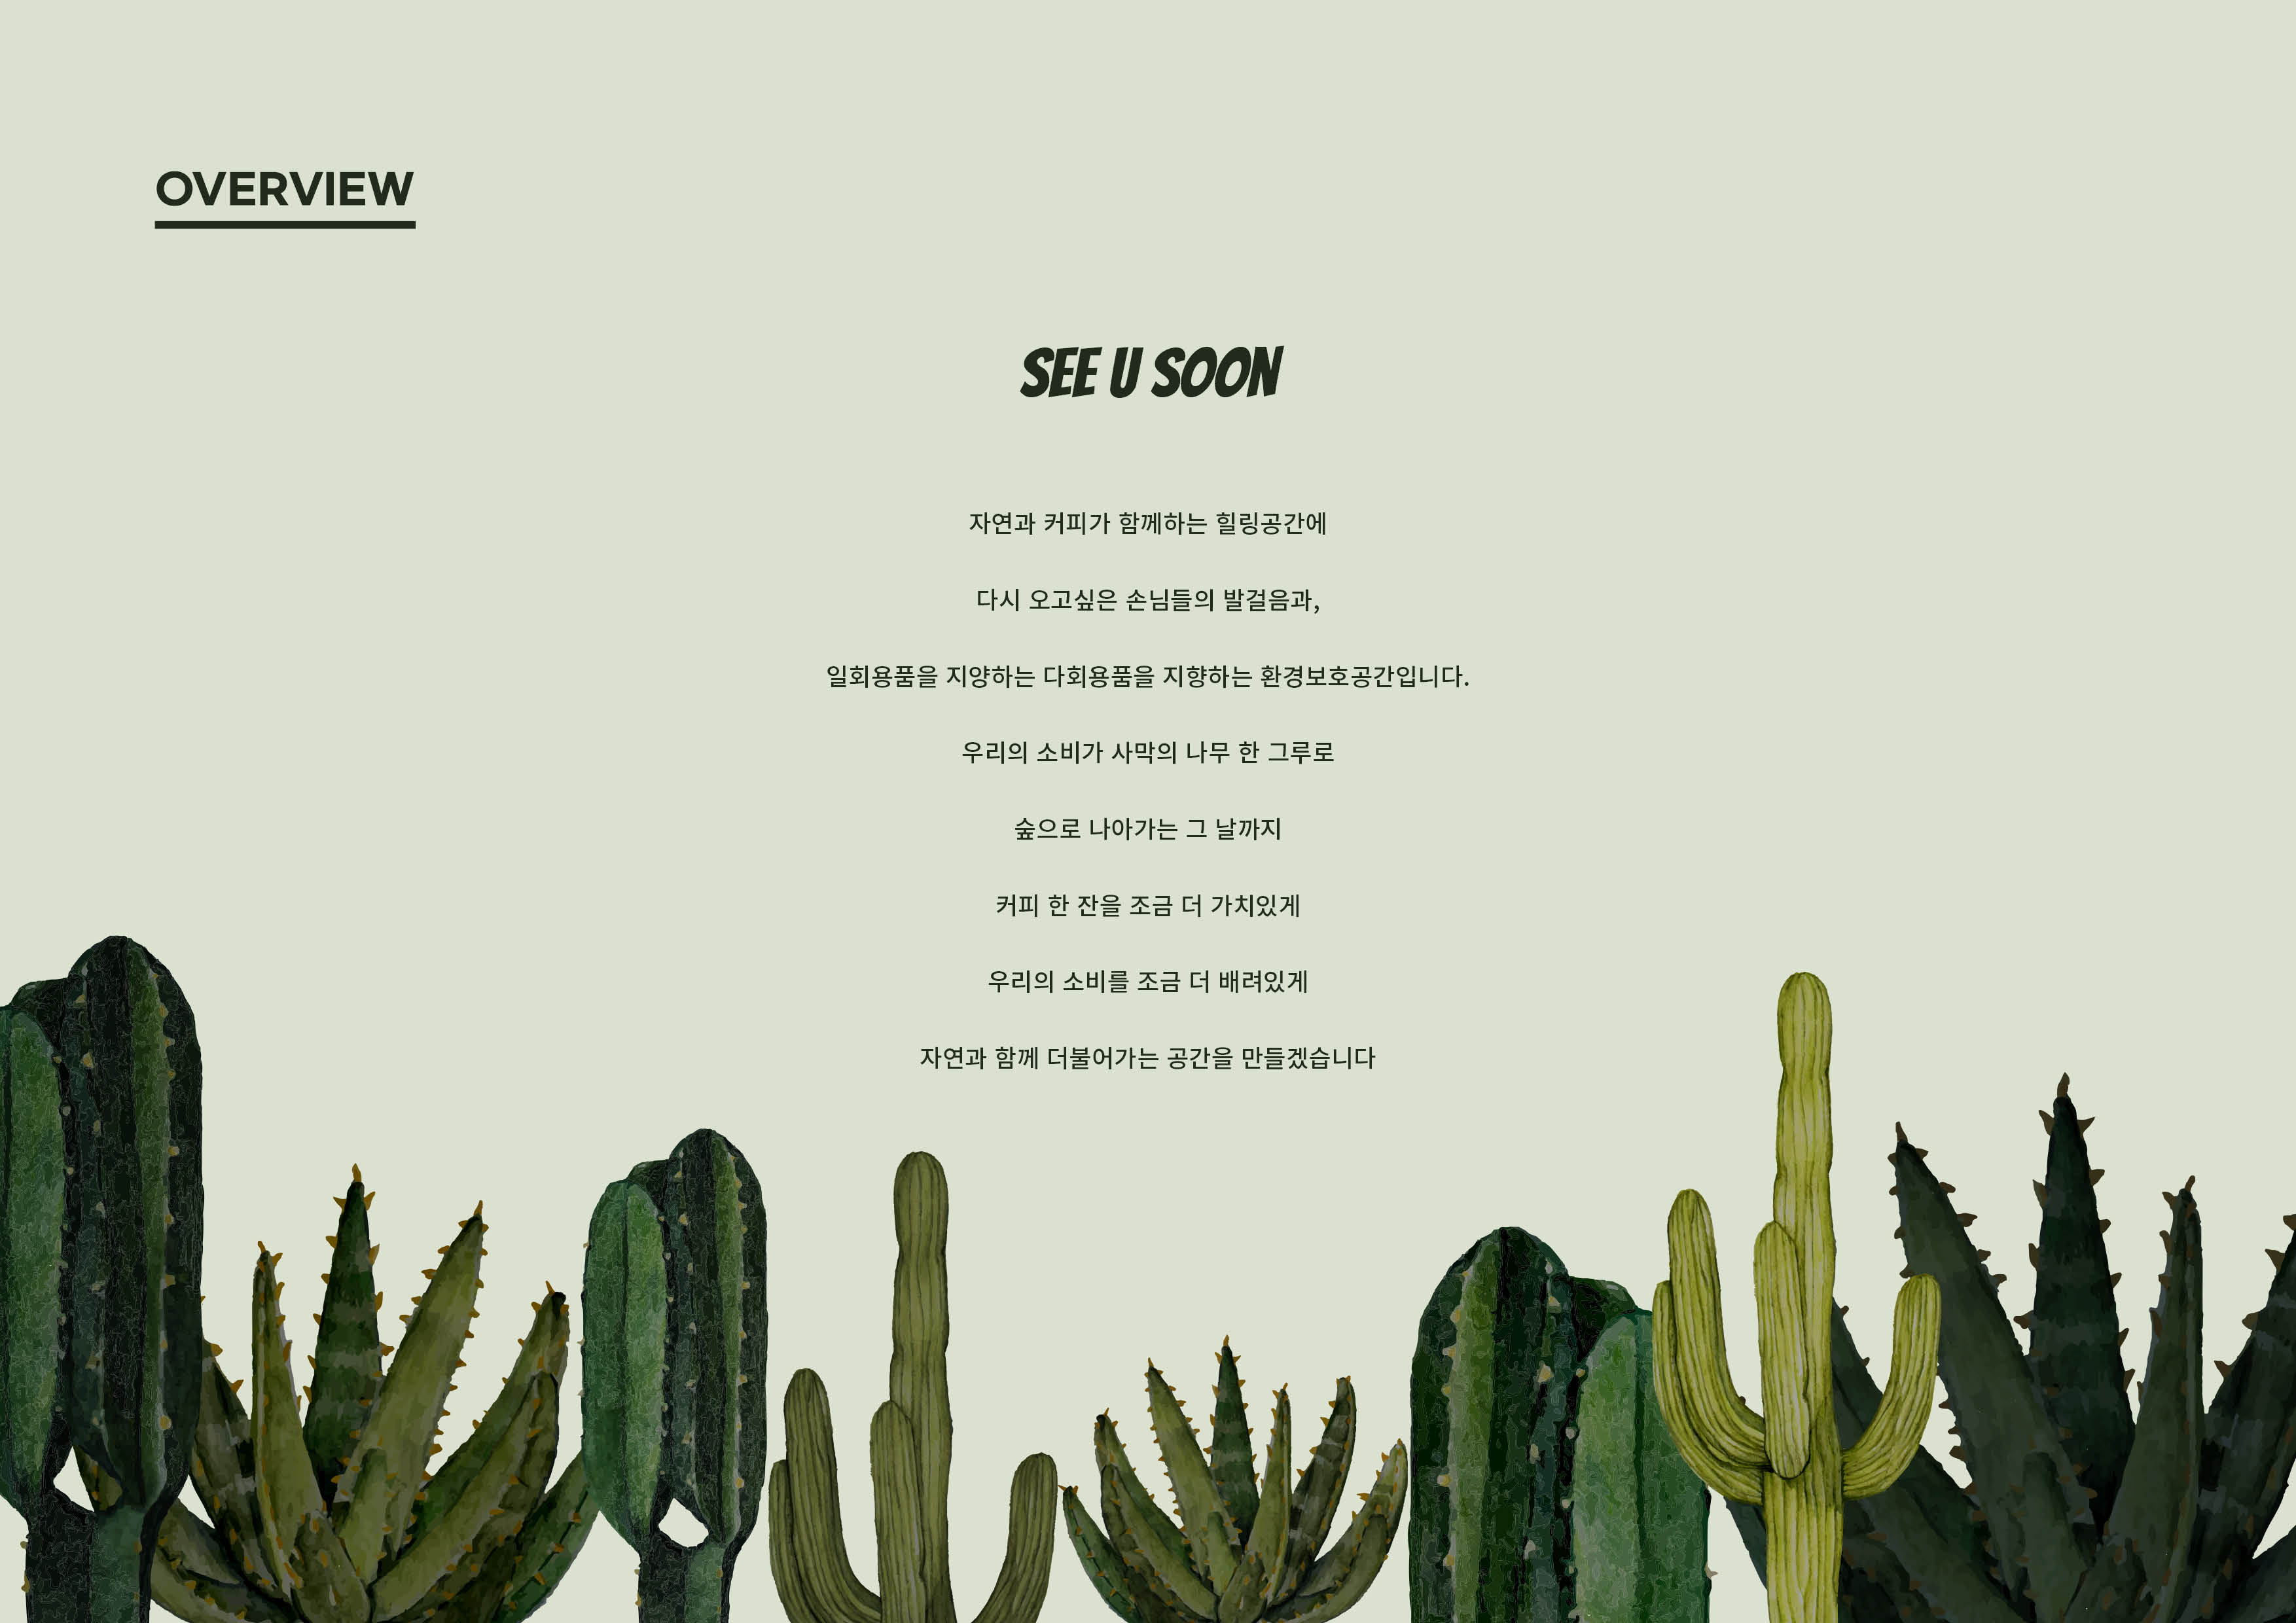 OVERVIEW
SEE U SOON
자연과 커피가 함께하는 힐링공간에
다시 오고싶은 손님들의 발걸음과,
일회용품을 지양하는 다회용품을 지향하는 환경보호공간입니다.
우리의 소비가 사막의 나무 한 그루로
숲으로 나아가는 그 날까지
커피 한 잔을 조금 더 가치있게
우리의 소비를 조금 더 배려있게
자연과 함께 더불어가는 공간을 만들겠습니다